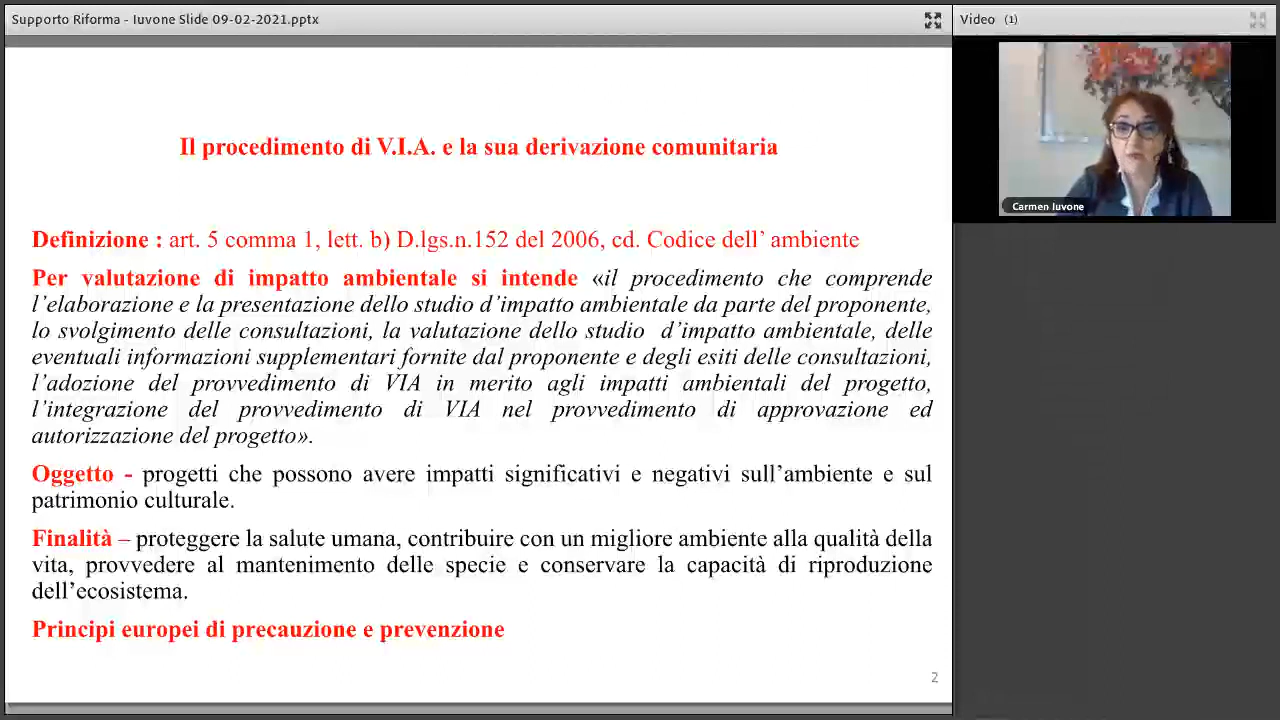 Supporto Riforma - Iuvone Slide 09-02-2021.pptx
Video (1)
Carmen Iuvone
Il procedimento di V.I.A. e la sua derivazione comunitaria
Definizione : art. 5 comma 1, lett. b) D.lgs.n.152 del 2006, cd. Codice dell’ ambiente
Per valutazione di impatto ambientale si intende «il procedimento che comprende
l’elaborazione e la presentazione dello studio d’impatto ambientale da parte del proponente,
lo svolgimento delle consultazioni, la valutazione dello studio d’impatto ambientale, delle
eventuali informazioni supplementari fornite dal proponente e degli esiti delle consultazioni,
l’adozione del provvedimento di VIA in merito agli impatti ambientali del progetto,
l’integrazione del provvedimento di VIA nel provvedimento di approvazione ed
autorizzazione del progetto».
Oggetto - progetti che possono avere impatti significativi e negativi sull’ambiente e sul
patrimonio culturale.
Finalità – proteggere la salute umana, contribuire con un migliore ambiente alla qualità della
vita, provvedere al mantenimento delle specie e conservare la capacità di riproduzione
dell’ecosistema.
Principi europei di precauzione e prevenzione
2